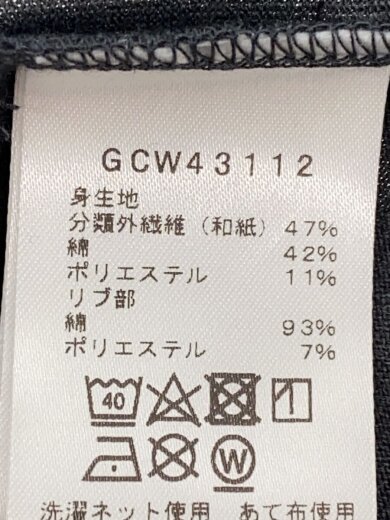 GCW43112
身生地
分類外繊維（和紙）47%
綿 42%
ポリエステル 11%
リブ部
綿 93%
ポリエステル 7%
40
W
洗濯ネット使用 あて布使用